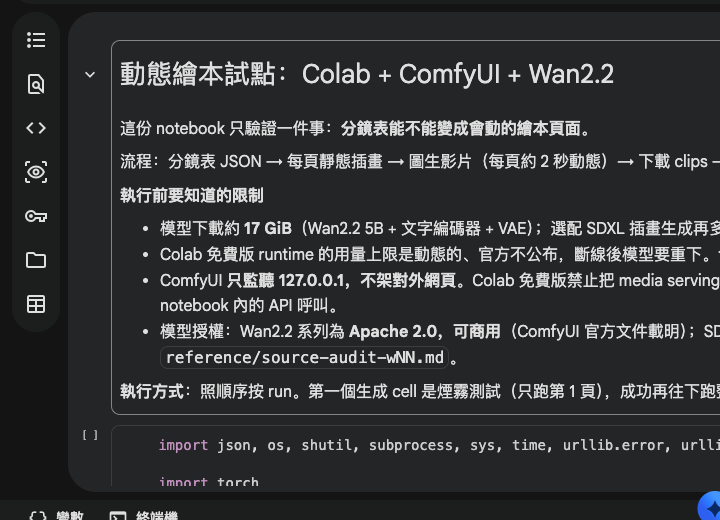 動態繪本試點：Colab + ComfyUI + Wan2.2
這份 notebook 只驗證一件事：分鏡表能不能變成會動的繪本頁面。
流程：分鏡表 JSON → 每頁靜態插畫 → 圖生影片（每頁約 2 秒動態）→ 下載 clips
執行前要知道的限制
• 模型下載約 17 GiB（Wan2.2 5B + 文字編碼器 + VAE）；選配 SDXL 插畫生成再多
• Colab 免費版 runtime 的用量上限是動態的、官方不公布，斷線後模型要重下。
• ComfyUI 只監聽 127.0.0.1，不架對外網頁。Colab 免費版禁止把 media serving
notebook 內的 API 呼叫。
• 模型授權：Wan2.2 系列為 Apache 2.0，可商用（ComfyUI 官方文件載明）；SD
reference/source-audit-wNN.md。
執行方式：照順序按 run。第一個生成 cell 是煙霧測試（只跑第 1 頁），成功再往下跑
[ ] import json, os, shutil, subprocess, sys, time, urllib.error, urlli
import torch
變數 終端機